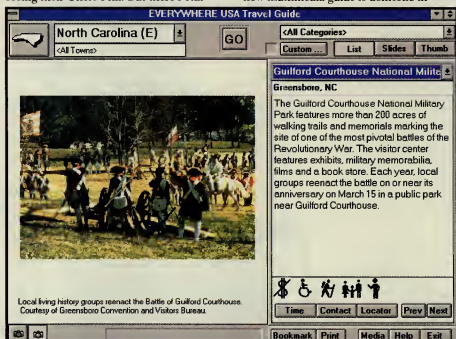 EVERYWHERE USA Travel Guide
North Carolina (E)
<All Towns>
GO
<All Categories>
Custom ... List Slides Thumb
Guilford Courthouse National Milita
Greensboro, NC
The Guilford Courthouse National Military
Park features more than 200 acres of
walking trails and memorials marking the
site of one of the most pivotal battles of the
Revolutionary War. The visitor center
features exhibits, military memorabilia,
films and a book store. Each year, local
groups reenact the battle on or near its
anniversary on March 15 in a public park
near Guilford Courthouse.
Local living history groups reenact the Battle of Guilford Courthouse.
Courtesy of Greensboro Convention and Visitors Bureau.
Time Contact Locator Prev Next
Bookmark Print Media Help Exit